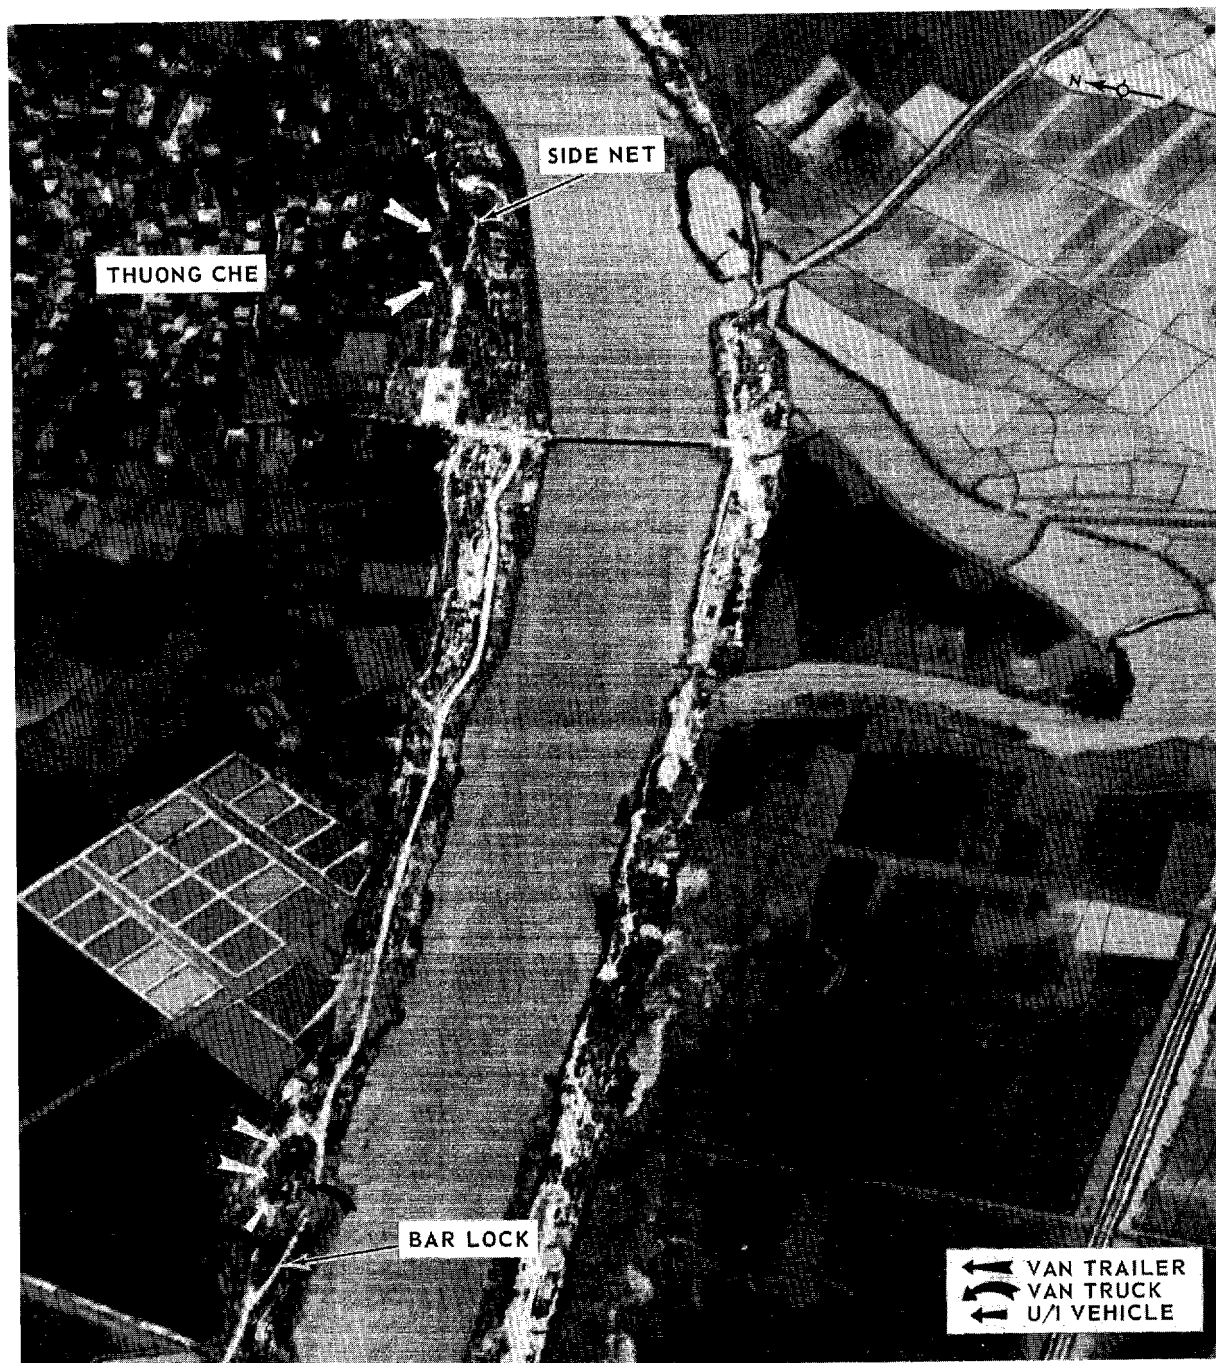 N
SIDE NET
THUONG CHE
BAR LOCK
VAN TRAILER
VAN TRUCK
U/I VEHICLE